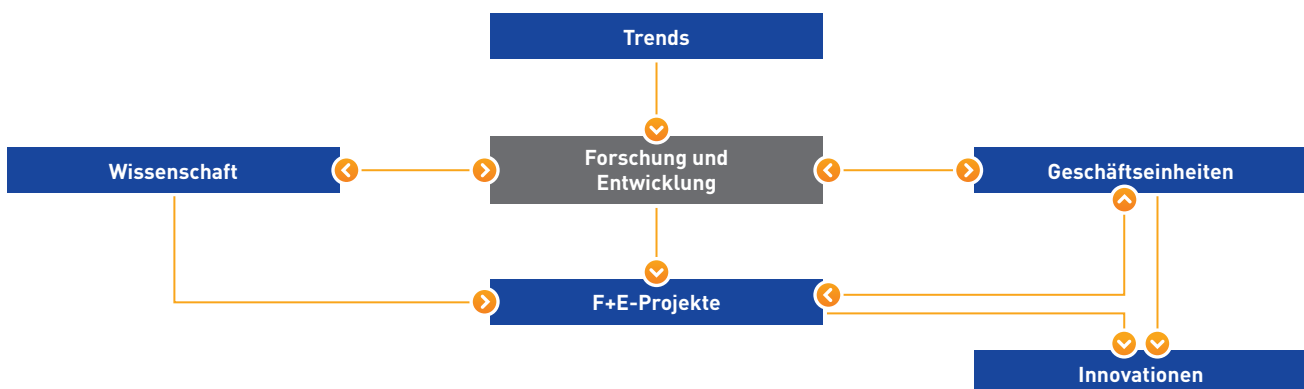 Trends
Wissenschaft
Forschung und
Entwicklung
Geschäftseinheiten
F+E-Projekte
Innovationen